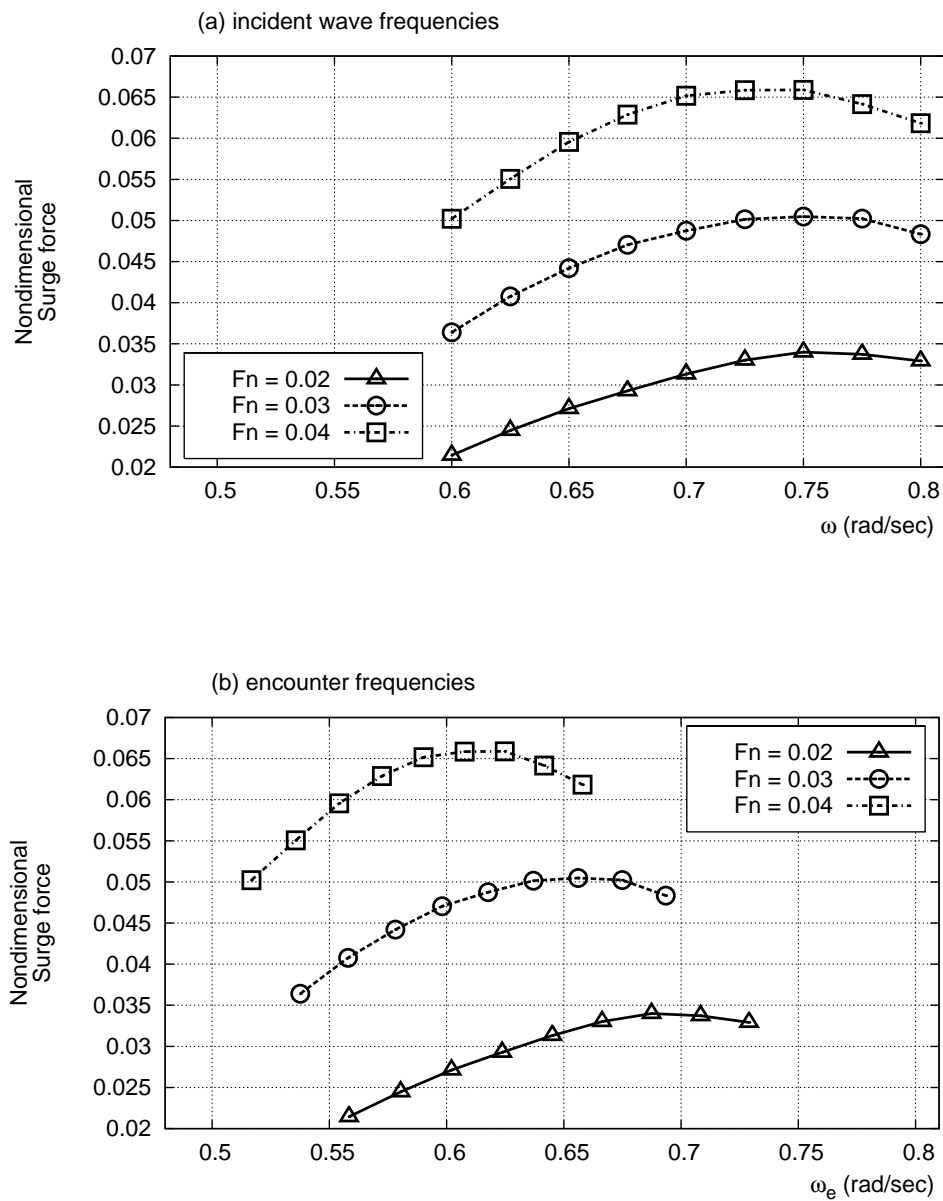 (a) incident wave frequencies
0.07
0.065
0.06
0.055
0.05
0.045
0.04
0.035
0.03
0.025
0.02
Nondimensional
Surge force
Fn = 0.02
Fn = 0.03
Fn = 0.04
0.5 0.55 0.6 0.65 0.7 0.75 0.8
ω (rad/sec)
(b) encounter frequencies
0.07
0.065
0.06
0.055
0.05
0.045
0.04
0.035
0.03
0.025
0.02
Nondimensional
Surge force
Fn = 0.02
Fn = 0.03
Fn = 0.04
0.5 0.55 0.6 0.65 0.7 0.75 0.8
ωe (rad/sec)